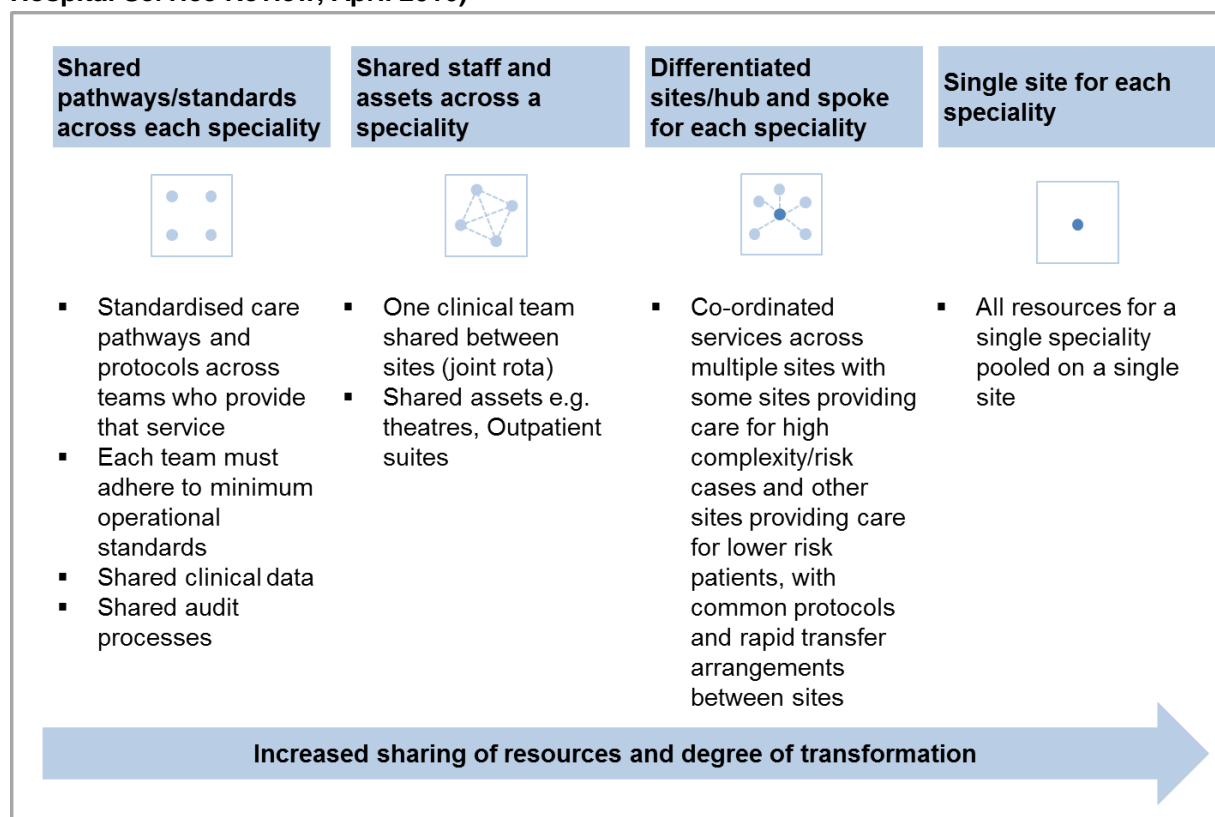 Shared
pathways/standards
across each speciality
Shared staff and
assets across a
speciality
Differentiated
sites/hub and spoke
for each speciality
Single site for each
speciality
▪ Standardised care
pathways and
protocols across
teams who provide
that service
▪ Each team must
adhere to minimum
operational
standards
▪ Shared clinical data
▪ Shared audit
processes
▪ One clinical team
shared between
sites (joint rota)
▪ Shared assets e.g.
theatres, Outpatient
suites
▪ Co-ordinated
services across
multiple sites with
some sites providing
care for high
complexity/risk
cases and other
sites providing care
for lower risk
patients, with
common protocols
and rapid transfer
arrangements
between sites
▪ All resources for a
single speciality
pooled on a single
site
Increased sharing of resources and degree of transformation